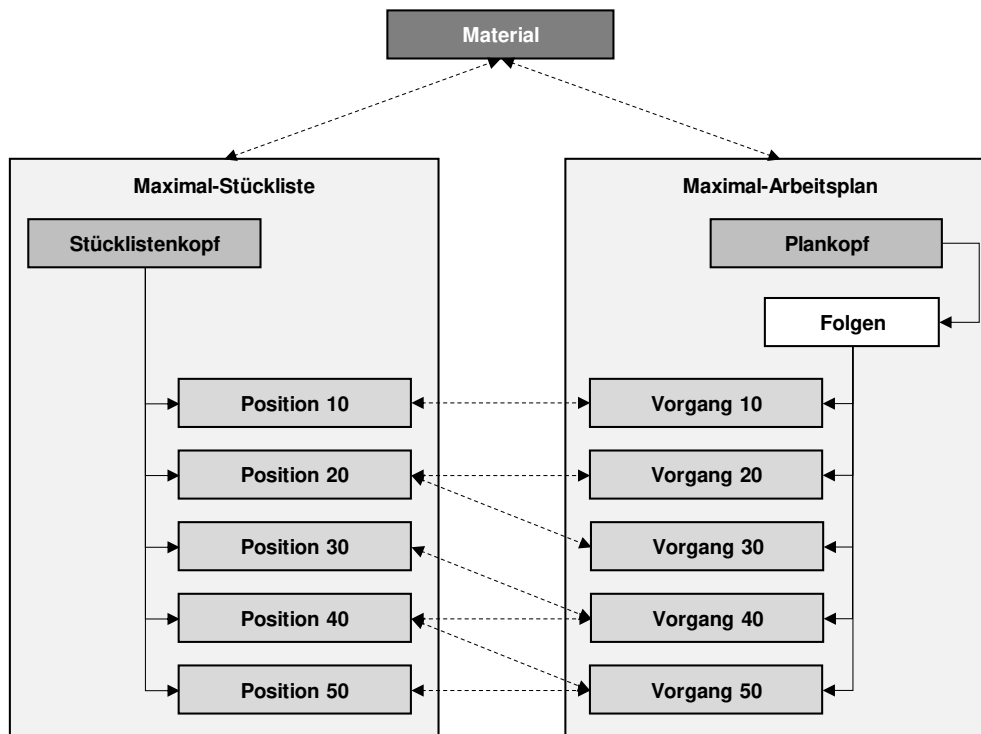 Material
Maximal-Stückliste
Maximal-Arbeitsplan
Stücklistenkopf
Plankopf
Folgen
Position 10
Vorgang 10
Position 20
Vorgang 20
Position 30
Vorgang 30
Position 40
Vorgang 40
Position 50
Vorgang 50